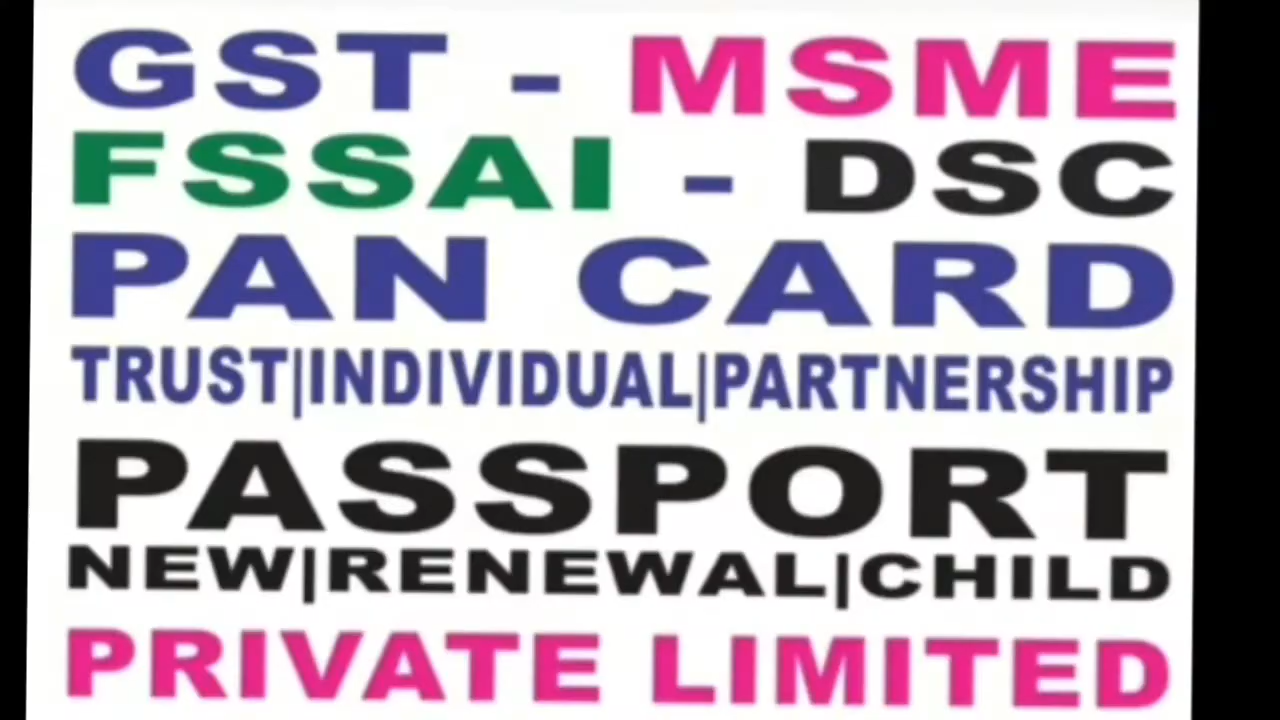 GST - MSME
FSSAI - DSC
PAN CARD
TRUST|INDIVIDUAL|PARTNERSHIP
PASSPORT
NEW|RENEWAL|CHILD
PRIVATE LIMITED